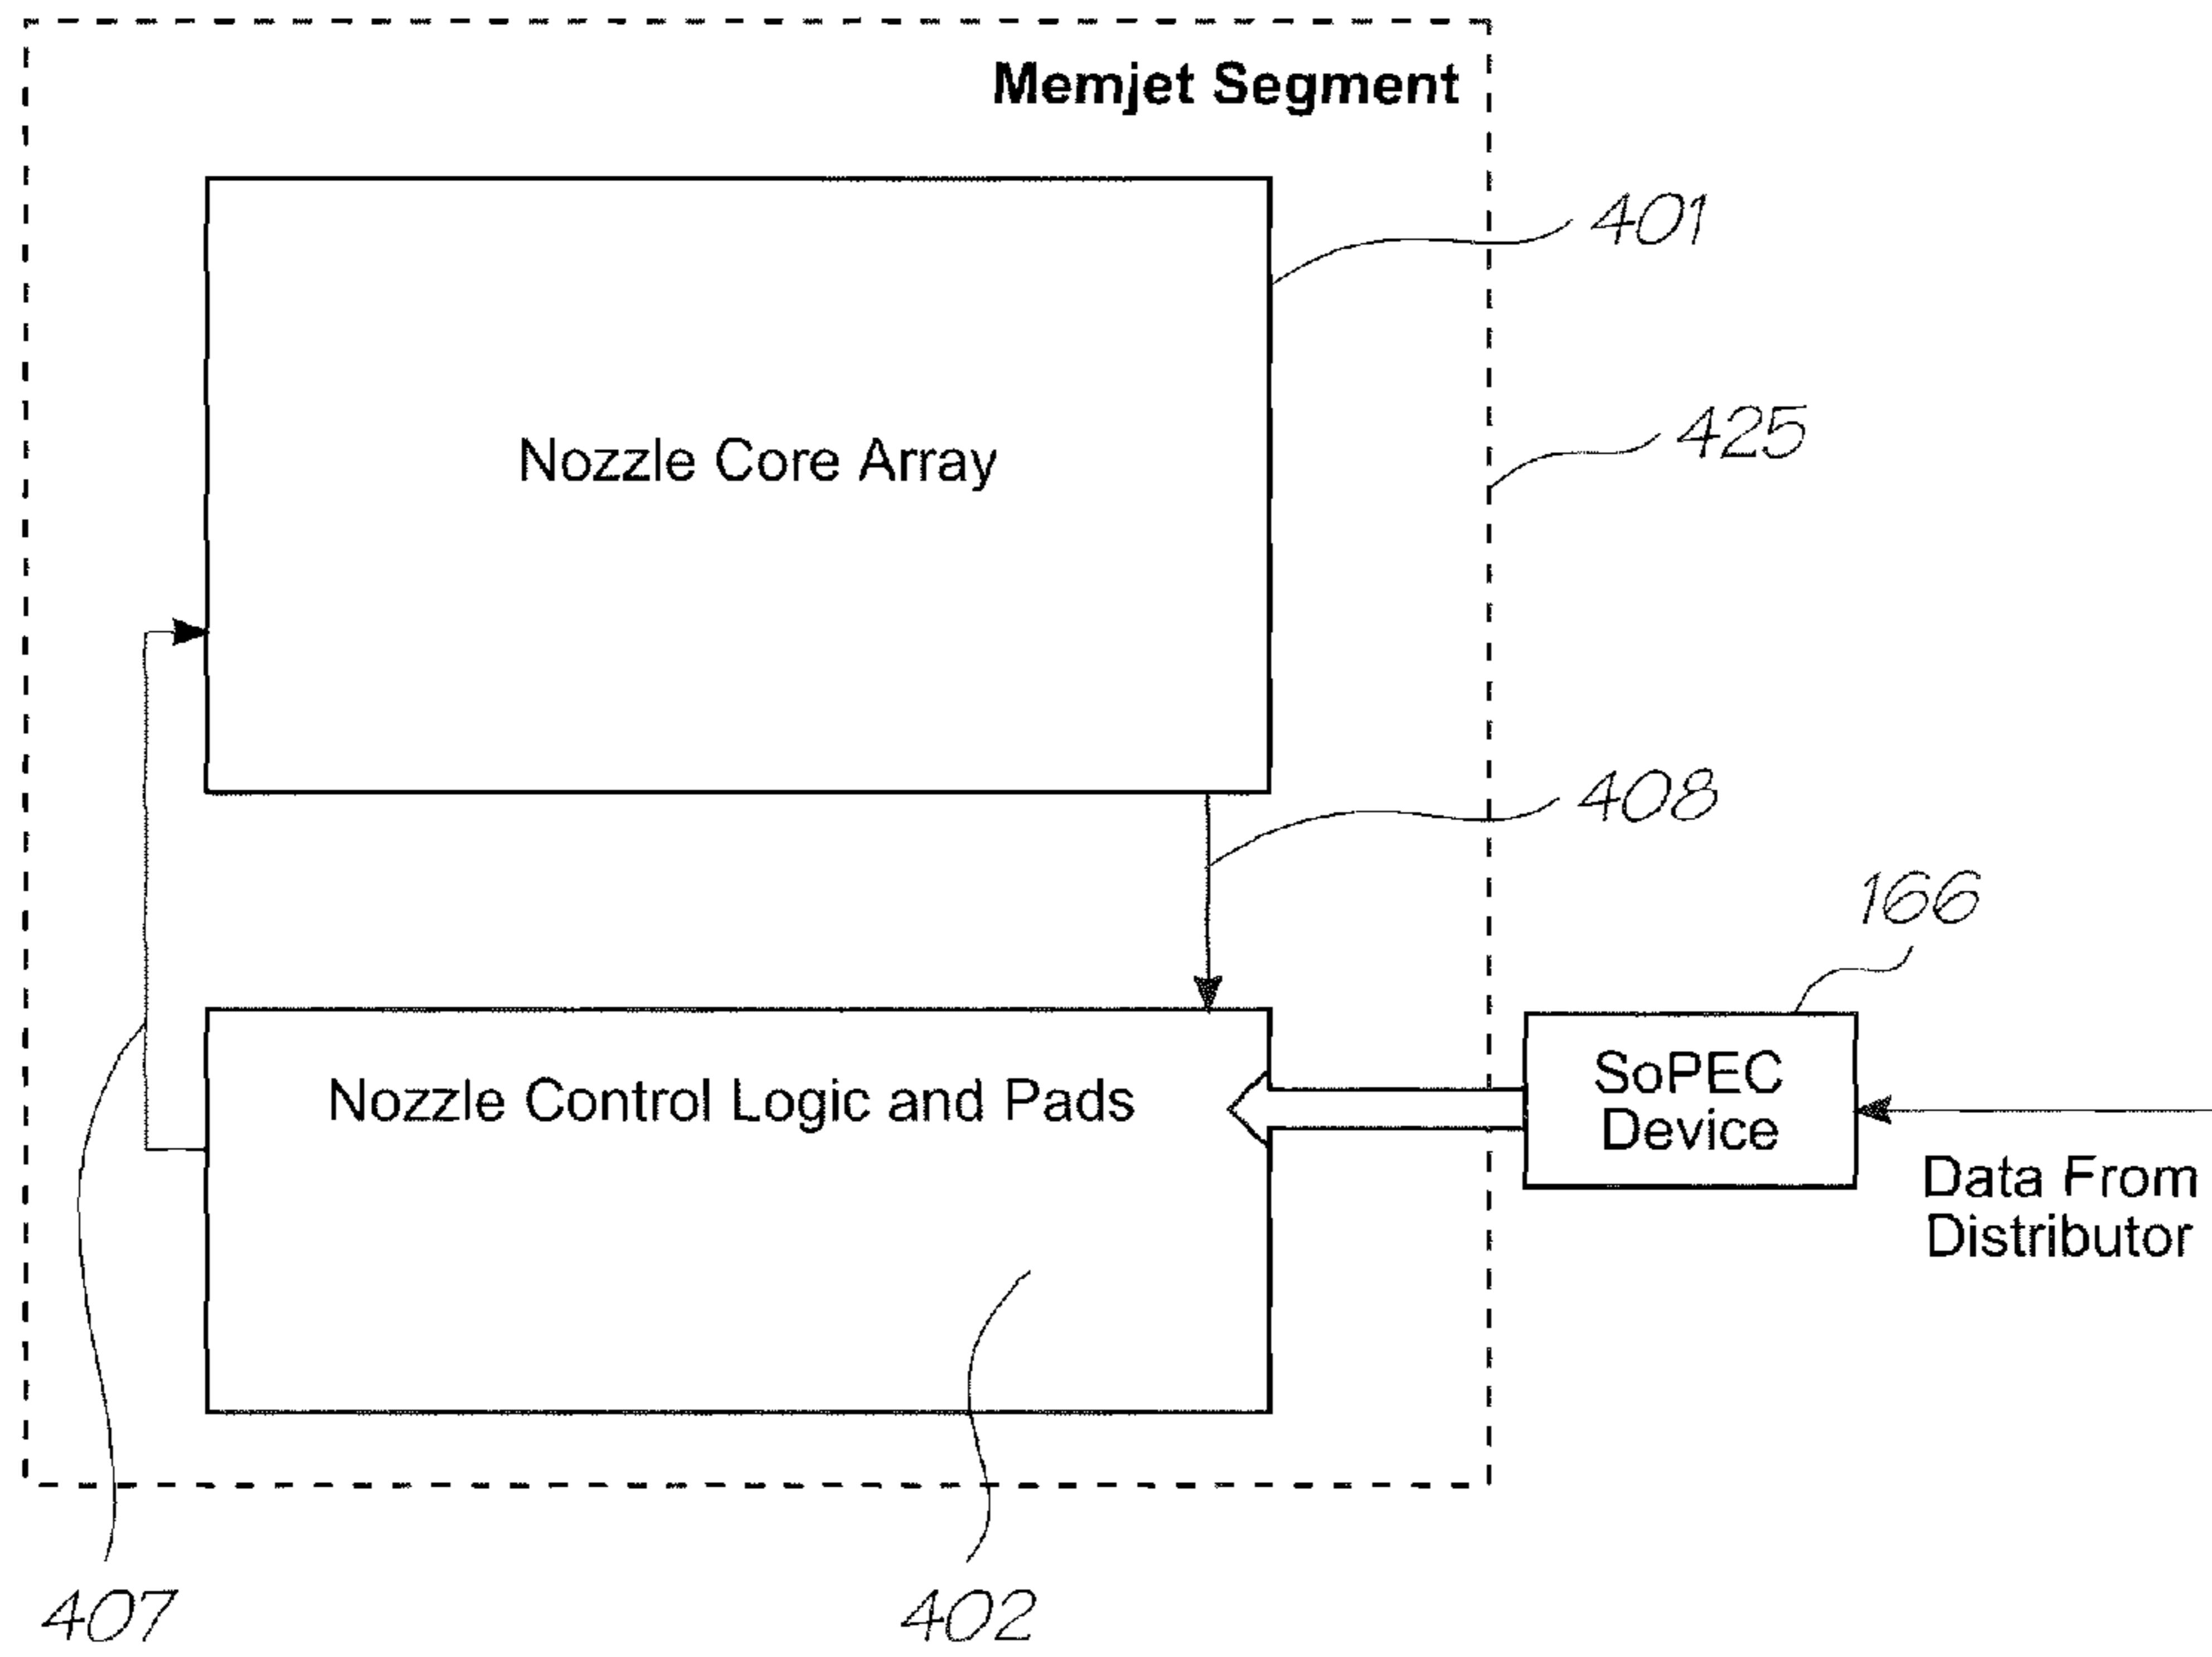 Memjet Segment
401
Nozzle Core Array
425
408
166
Nozzle Control Logic and Pads
SoPEC
Device
Data From
Distributor
407
402